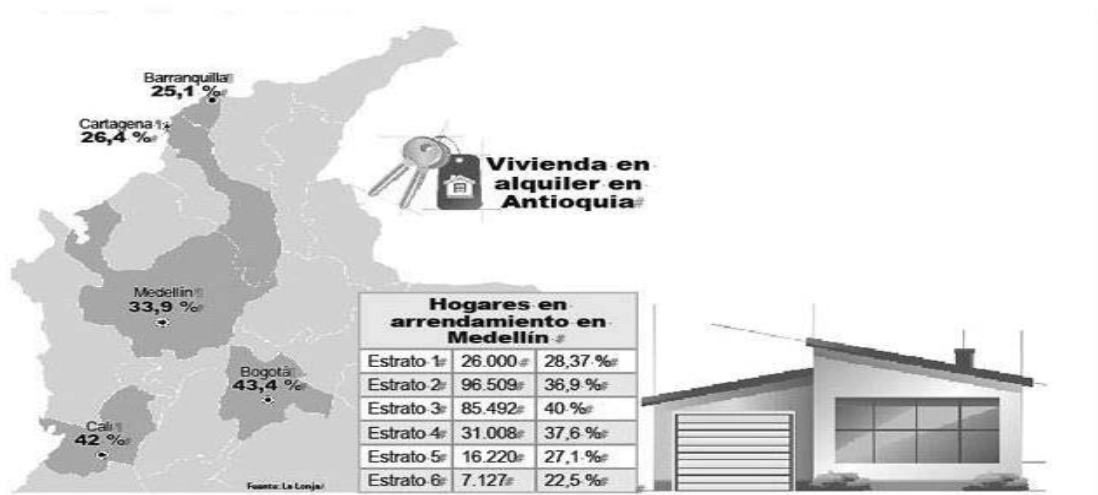 Barranquilla
25,1 %
Cartagena
26,4 %
Vivienda en
alquiler en
Antioquia
Medellín
33,9 %
Bogotá
43,4 %
Cali
42 %
Hogares en
arrendamiento en
Medellín
Estrato 1 26.000 28,37 %
Estrato 2 96.509 36,9 %
Estrato 3 85.492 40 %
Estrato 4 31.008 37,6 %
Estrato 5 16.220 27,1 %
Estrato 6 7.127 22,5 %
Fuente: La Lonja